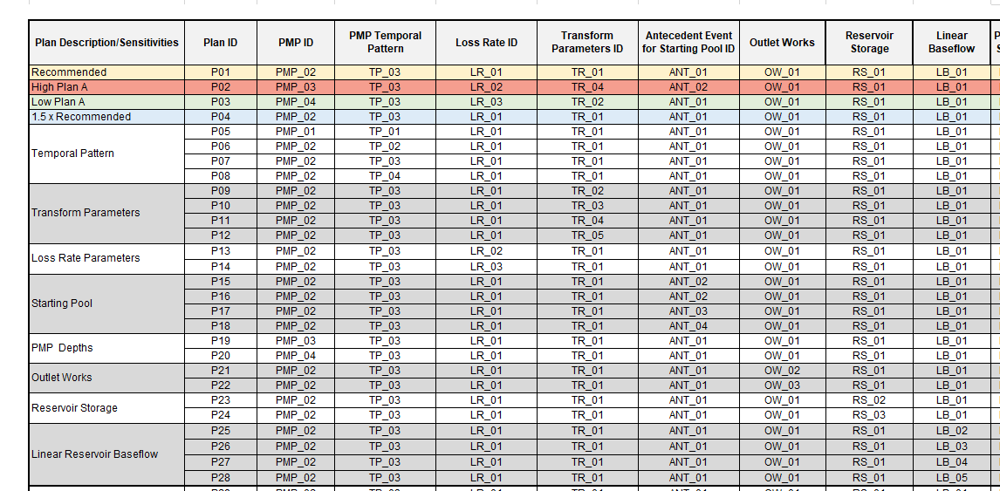 Plan Description/Sensitivities Plan ID PMP ID PMP Temporal Pattern Loss Rate ID Transform Parameters ID Antecedent Event for Starting Pool ID Outlet Works Reservoir Storage Linear Baseflow
Recommended P01 PMP_02 TP_03 LR_01 TR_01 ANT_01 OW_01 RS_01 LB_01
High Plan A P02 PMP_03 TP_03 LR_02 TR_04 ANT_02 OW_01 RS_01 LB_01
Low Plan A P03 PMP_04 TP_03 LR_03 TR_02 ANT_01 OW_01 RS_01 LB_01
1.5 x Recommended P04 PMP_02 TP_03 LR_01 TR_01 ANT_01 OW_01 RS_01 LB_01
Temporal Pattern
P05 PMP_01 TP_01 LR_01 TR_01 ANT_01 OW_01 RS_01 LB_01
P06 PMP_02 TP_02 LR_01 TR_01 ANT_01 OW_01 RS_01 LB_01
P07 PMP_02 TP_03 LR_01 TR_01 ANT_01 OW_01 RS_01 LB_01
P08 PMP_02 TP_04 LR_01 TR_01 ANT_01 OW_01 RS_01 LB_01
Transform Parameters
P09 PMP_02 TP_03 LR_01 TR_02 ANT_01 OW_01 RS_01 LB_01
P10 PMP_02 TP_03 LR_01 TR_03 ANT_01 OW_01 RS_01 LB_01
P11 PMP_02 TP_03 LR_01 TR_04 ANT_01 OW_01 RS_01 LB_01
P12 PMP_02 TP_03 LR_01 TR_05 ANT_01 OW_01 RS_01 LB_01
Loss Rate Parameters
P13 PMP_02 TP_03 LR_02 TR_01 ANT_01 OW_01 RS_01 LB_01
P14 PMP_02 TP_03 LR_03 TR_01 ANT_01 OW_01 RS_01 LB_01
Starting Pool
P15 PMP_02 TP_03 LR_01 TR_01 ANT_02 OW_01 RS_01 LB_01
P16 PMP_02 TP_03 LR_01 TR_01 ANT_02 OW_01 RS_01 LB_01
P17 PMP_02 TP_03 LR_01 TR_01 ANT_03 OW_01 RS_01 LB_01
P18 PMP_02 TP_03 LR_01 TR_01 ANT_04 OW_01 RS_01 LB_01
PMP Depths
P19 PMP_03 TP_03 LR_01 TR_01 ANT_01 OW_01 RS_01 LB_01
P20 PMP_04 TP_03 LR_01 TR_01 ANT_01 OW_01 RS_01 LB_01
Outlet Works
P21 PMP_02 TP_03 LR_01 TR_01 ANT_01 OW_02 RS_01 LB_01
P22 PMP_02 TP_03 LR_01 TR_01 ANT_01 OW_03 RS_01 LB_01
Reservoir Storage
P23 PMP_02 TP_03 LR_01 TR_01 ANT_01 OW_01 RS_02 LB_01
P24 PMP_02 TP_03 LR_01 TR_01 ANT_01 OW_01 RS_03 LB_01
Linear Reservoir Baseflow
P25 PMP_02 TP_03 LR_01 TR_01 ANT_01 OW_01 RS_01 LB_02
P26 PMP_02 TP_03 LR_01 TR_01 ANT_01 OW_01 RS_01 LB_03
P27 PMP_02 TP_03 LR_01 TR_01 ANT_01 OW_01 RS_01 LB_04
P28 PMP_02 TP_03 LR_01 TR_01 ANT_01 OW_01 RS_01 LB_05